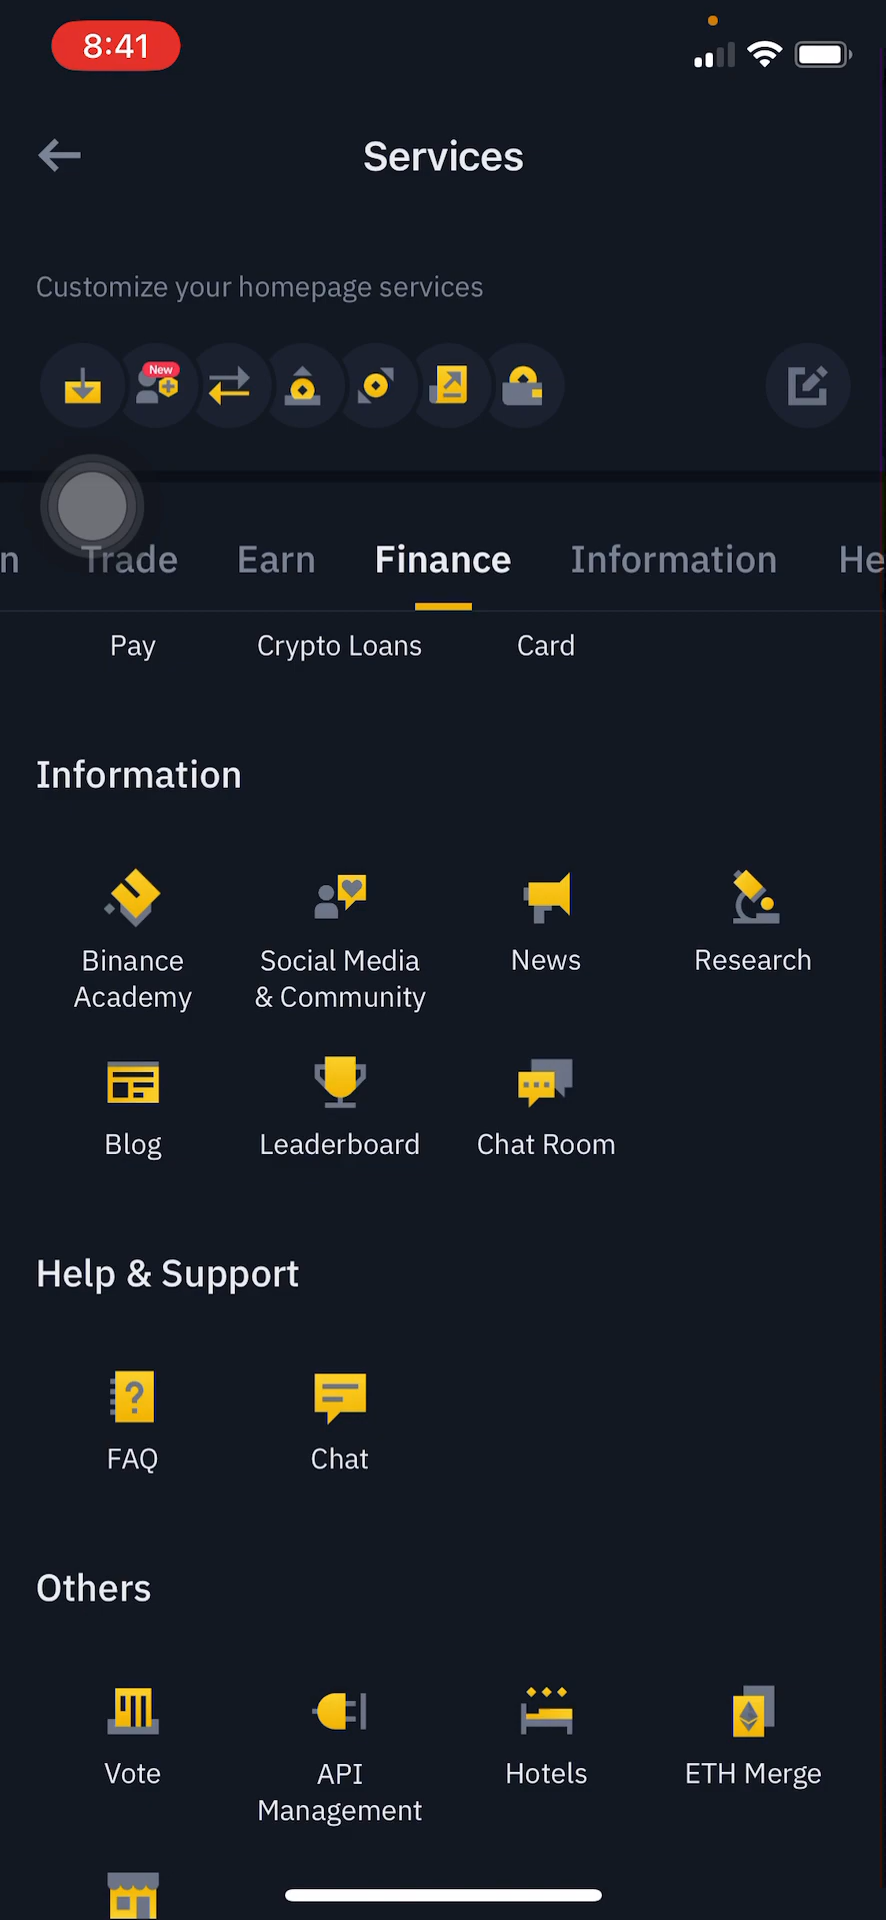 8:41
Services
Customize your homepage services
New
n Trade Earn Finance Information He
Pay Crypto Loans Card
Information
Binance Academy
Social Media & Community
News
Research
Blog Leaderboard Chat Room
Help & Support
FAQ Chat
Others
Vote
API Management
Hotels
ETH Merge